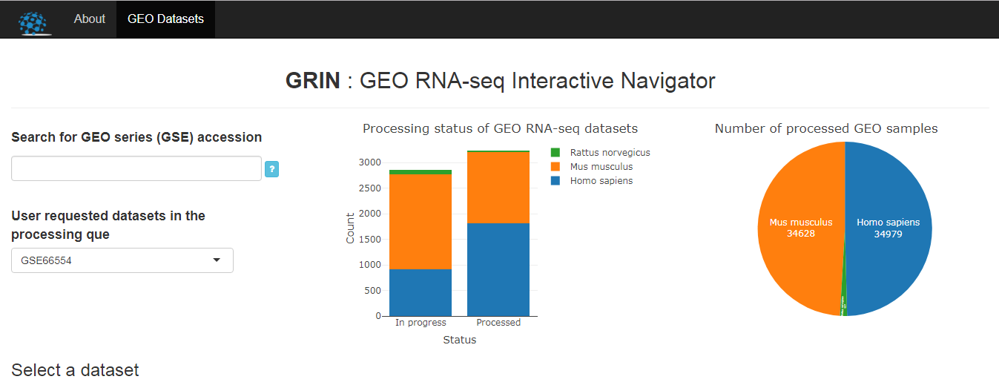 About
GEO Datasets
GRIN : GEO RNA-seq Interactive Navigator
Search for GEO series (GSE) accession
?
User requested datasets in the
processing que
GSE66554
Processing status of GEO RNA-seq datasets
Rattus norvegicus
Mus musculus
Homo sapiens
3000
2500
2000
1500
1000
500
0
Count
In progress
Processed
Status
Number of processed GEO samples
Mus musculus
34628
Homo sapiens
34979
Select a dataset